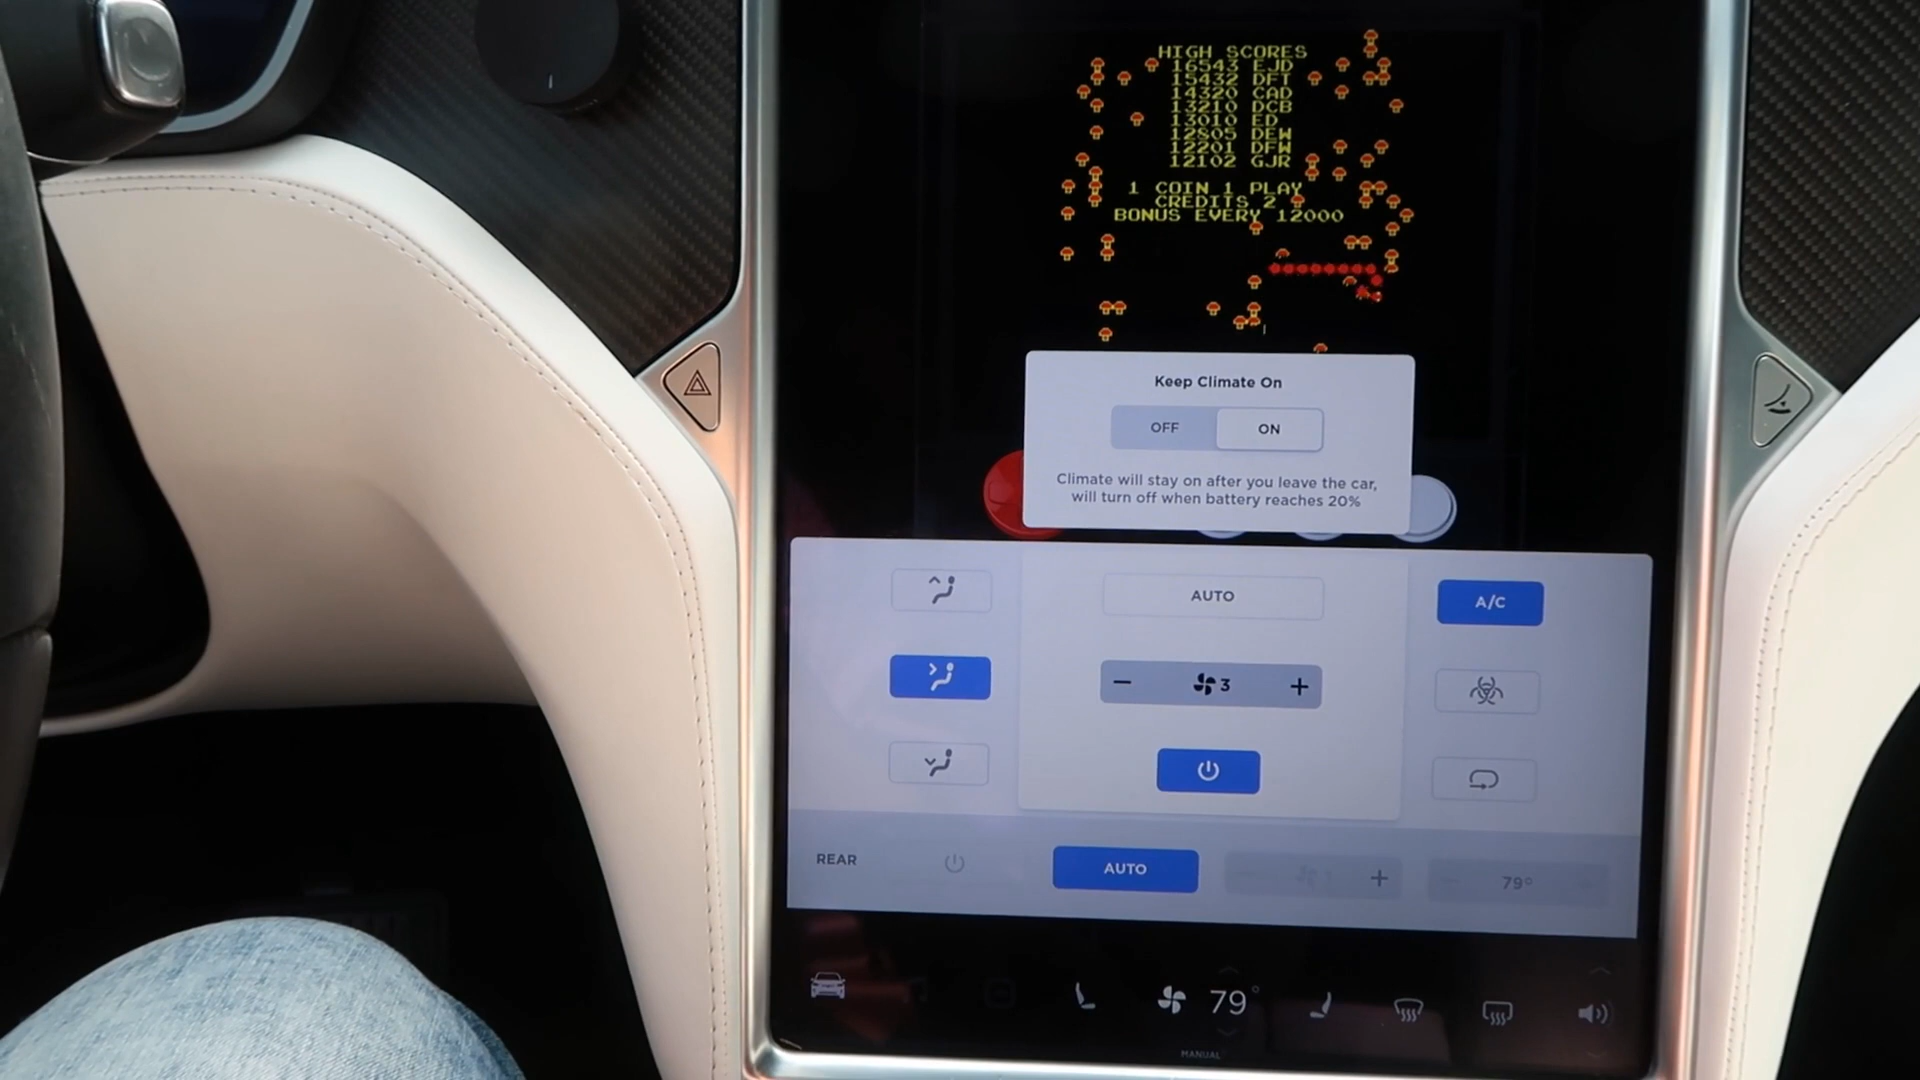 HIGH SCORES
16543 EJD
15432 DFT
14320 CAD
13210 DCB
13010 ED
12805 DEW
12201 DFW
12102 GJR
1 COIN 1 PLAY
CREDITS 2
BONUS EVERY 12000
Keep Climate On
OFF ON
Climate will stay on after you leave the car,
will turn off when battery reaches 20%
AUTO
A/C
3
REAR
AUTO
79°
79°
MANUAL